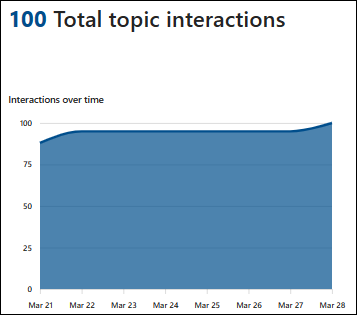 100 Total topic interactions
Interactions over time
100
75
50
25
0
Mar 21 Mar 22 Mar 23 Mar 24 Mar 25 Mar 26 Mar 27 Mar 28